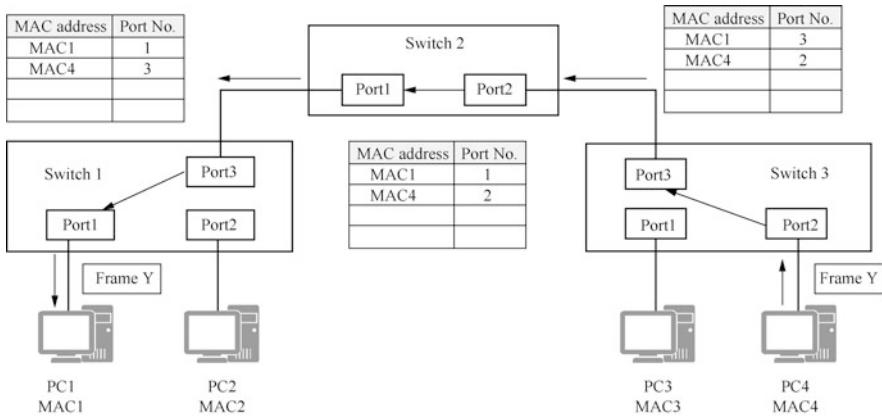 MAC address Port No.
MAC1 1
MAC4 3
Switch 2
Port1 Port2
MAC address Port No.
MAC1 3
MAC4 2
Switch 1
Port3
Port1 Port2
MAC address Port No.
MAC1 1
MAC4 2
Port3
Switch 3
Port1 Port2
Frame Y
Frame Y
PC1
MAC1
PC2
MAC2
PC3
MAC3
PC4
MAC4